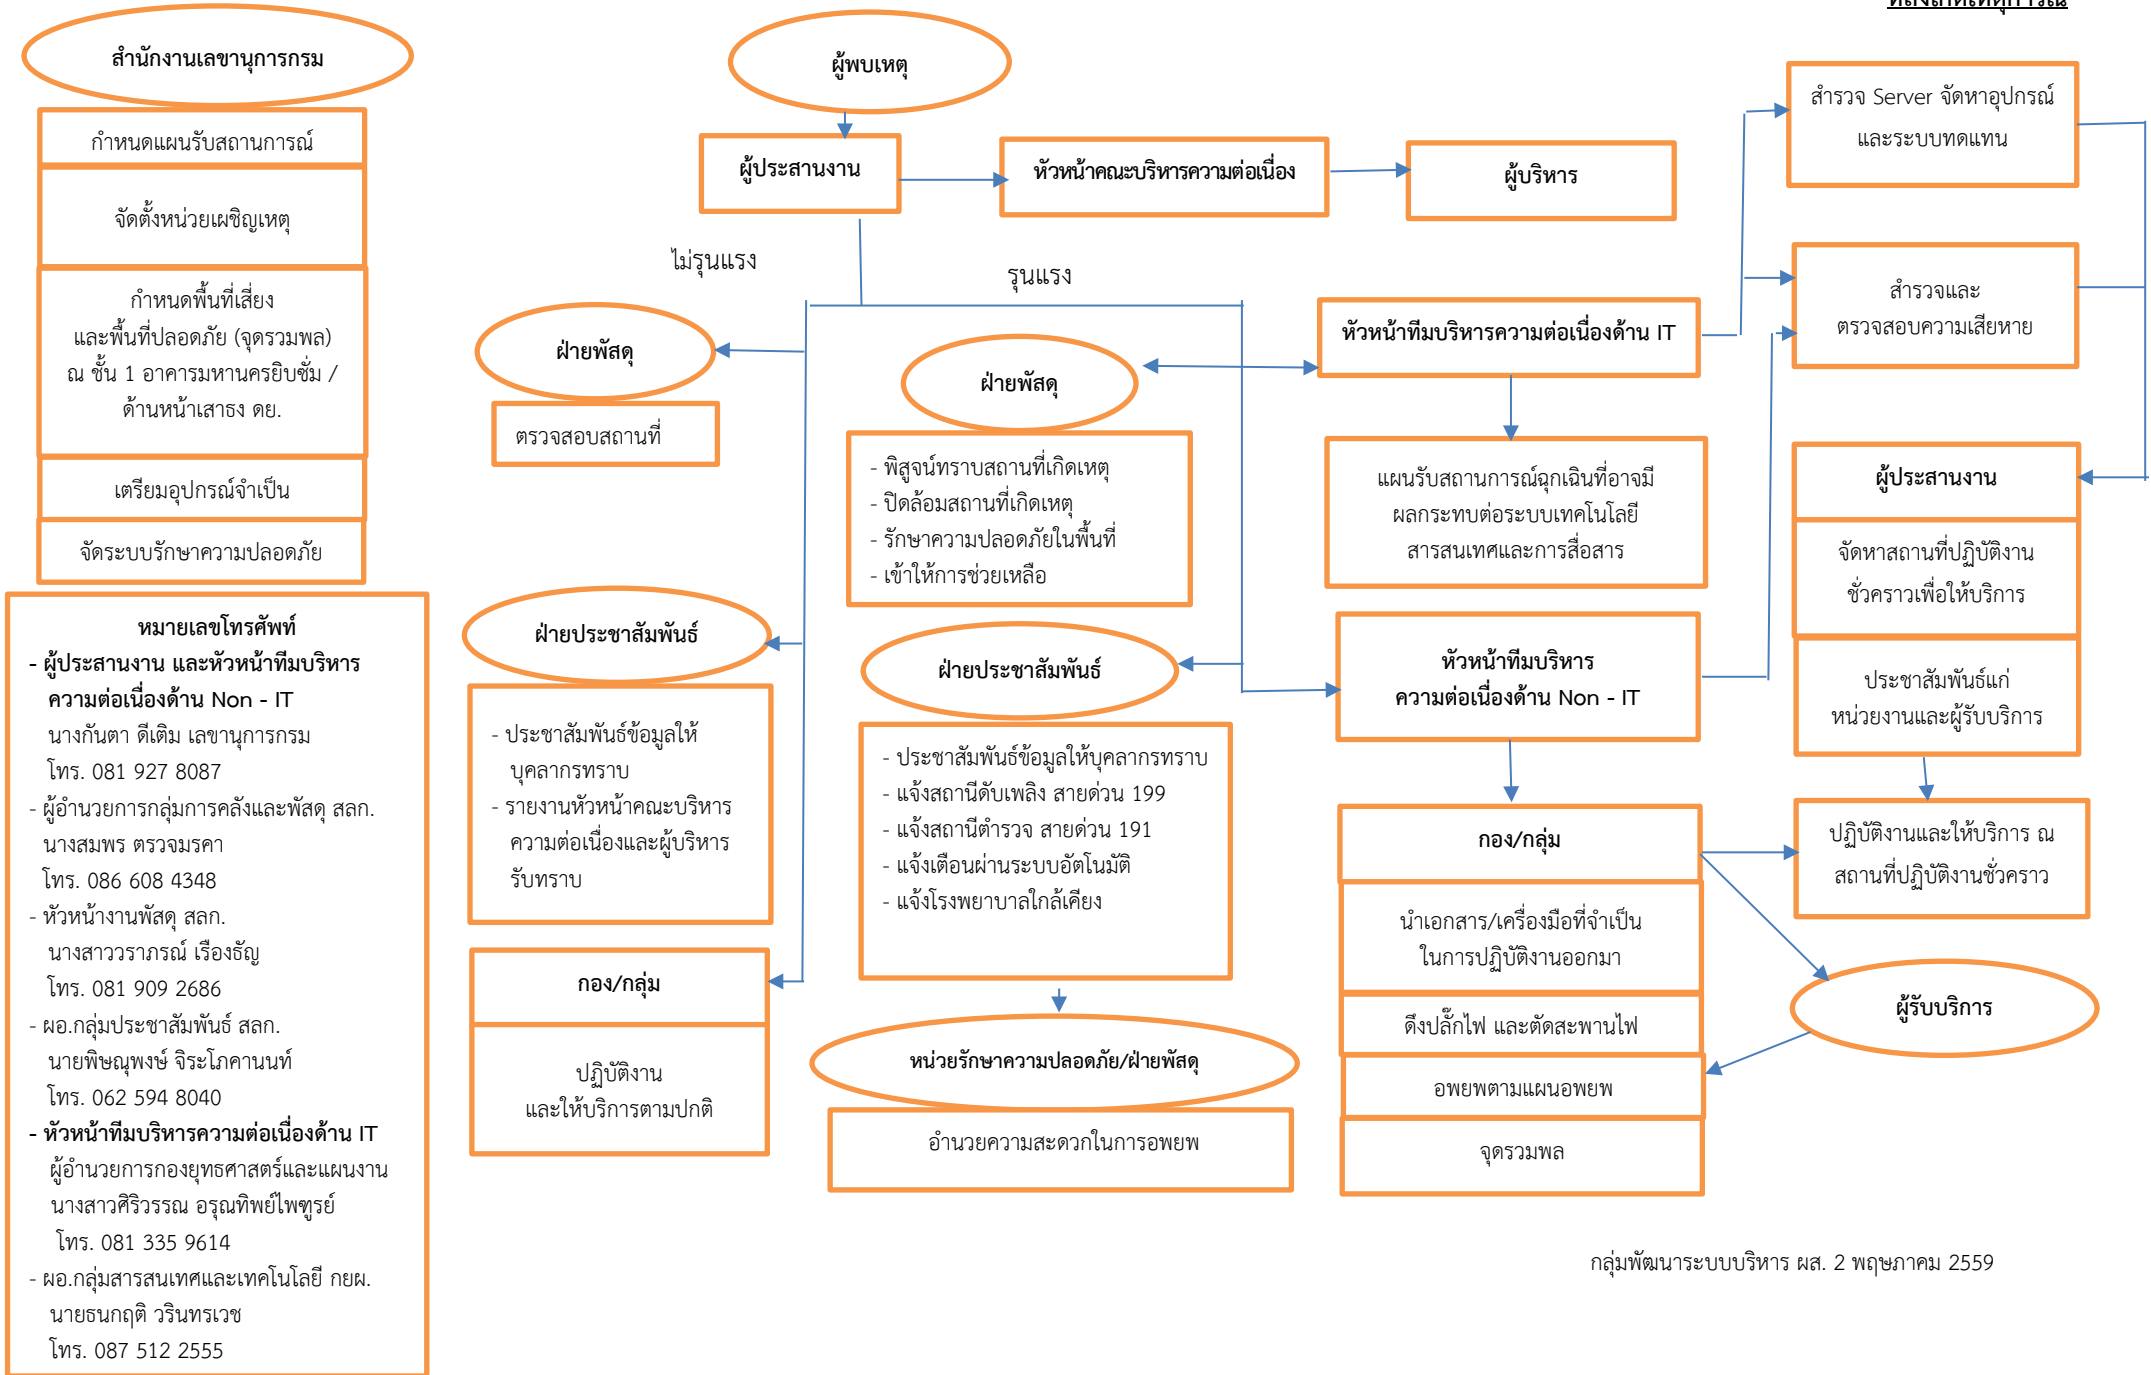 หลังเกิดเหตุการณ์
สำนักงานเลขานุการกรม
กำหนดแผนรับสถานการณ์
จัดตั้งหน่วยเผชิญเหตุ
กำหนดพื้นที่เสี่ยง
และพื้นที่ปลอดภัย (จุดรวมพล)
ณ ชั้น 1 อาคารมหานครยิบซั่ม /
ด้านหน้าเสาธง ดย.
เตรียมอุปกรณ์จำเป็น
จัดระบบรักษาความปลอดภัย
หมายเลขโทรศัพท์
- ผู้ประสานงาน และหัวหน้าทีมบริหาร
ความต่อเนื่องด้าน Non - IT
นางกันตา ดีเติม เลขานุการกรม
โทร. 081 927 8087
- ผู้อำนวยการกลุ่มการคลังและพัสดุ สลก.
นางสมพร ตรวจมรคา
โทร. 086 608 4348
- หัวหน้างานพัสดุ สลก.
นางสาววราภรณ์ เรืองธัญ
โทร. 081 909 2686
- ผอ.กลุ่มประชาสัมพันธ์ สลก.
นายพิษณุพงษ์ จิระโภคานนท์
โทร. 062 594 8040
- หัวหน้าทีมบริหารความต่อเนื่องด้าน IT
ผู้อำนวยการกองยุทธศาสตร์และแผนงาน
นางสาวศิริวรรณ อรุณทิพย์ไพฑูรย์
โทร. 081 335 9614
- ผอ.กลุ่มสารสนเทศและเทคโนโลยี กยผ.
นายธนกฤติ วรินทรเวช
โทร. 087 512 2555
ผู้พบเหตุ
ผู้ประสานงาน
หัวหน้าคณะบริหารความต่อเนื่อง
ผู้บริหาร
ไม่รุนแรง
รุนแรง
ฝ่ายพัสดุ
ตรวจสอบสถานที่
ฝ่ายประชาสัมพันธ์
- ประชาสัมพันธ์ข้อมูลให้
บุคลากรทราบ
- รายงานหัวหน้าคณะบริหาร
ความต่อเนื่องและผู้บริหาร
รับทราบ
กอง/กลุ่ม
ปฏิบัติงาน
และให้บริการตามปกติ
ฝ่ายพัสดุ
- พิสูจน์ทราบสถานที่เกิดเหตุ
- ปิดล้อมสถานที่เกิดเหตุ
- รักษาความปลอดภัยในพื้นที่
- เข้าให้การช่วยเหลือ
ฝ่ายประชาสัมพันธ์
- ประชาสัมพันธ์ข้อมูลให้บุคลากรทราบ
- แจ้งสถานีดับเพลิง สายด่วน 199
- แจ้งสถานีตำรวจ สายด่วน 191
- แจ้งเตือนผ่านระบบอัตโนมัติ
- แจ้งโรงพยาบาลใกล้เคียง
หน่วยรักษาความปลอดภัย/ฝ่ายพัสดุ
อำนวยความสะดวกในการอพยพ
หัวหน้าทีมบริหารความต่อเนื่องด้าน IT
แผนรับสถานการณ์ฉุกเฉินที่อาจมี
ผลกระทบต่อระบบเทคโนโลยี
สารสนเทศและการสื่อสาร
หัวหน้าทีมบริหาร
ความต่อเนื่องด้าน Non - IT
กอง/กลุ่ม
นำเอกสาร/เครื่องมือที่จำเป็น
ในการปฏิบัติงานออกมา
ดึงปลั๊กไฟ และตัดสะพานไฟ
อพยพตามแผนอพยพ
จุดรวมพล
สำรวจ Server จัดหาอุปกรณ์
และระบบทดแทน
สำรวจและ
ตรวจสอบความเสียหาย
ผู้ประสานงาน
จัดหาสถานที่ปฏิบัติงาน
ชั่วคราวเพื่อให้บริการ
ประชาสัมพันธ์แก่
หน่วยงานและผู้รับบริการ
ปฏิบัติงานและให้บริการ ณ
สถานที่ปฏิบัติงานชั่วคราว
ผู้รับบริการ
กลุ่มพัฒนาระบบบริหาร ผส. 2 พฤษภาคม 2559